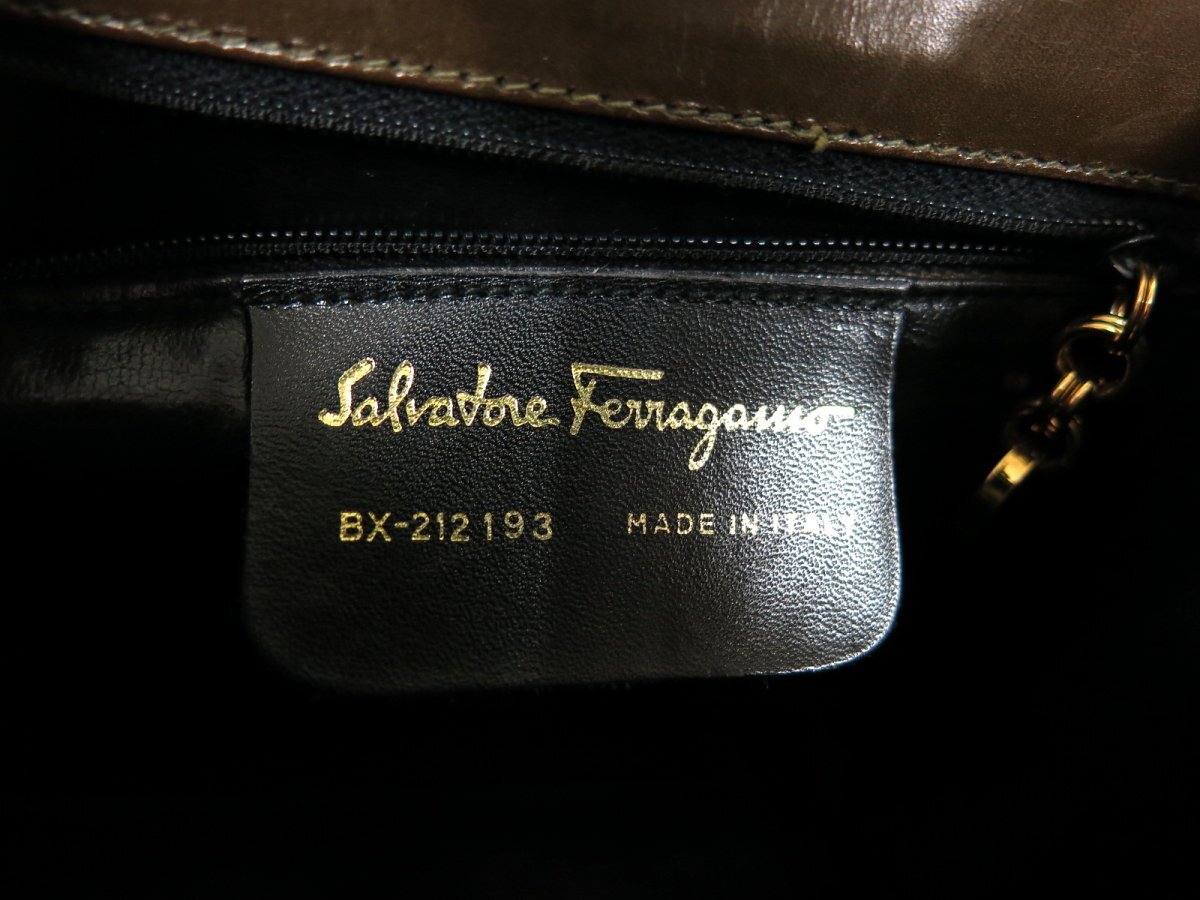 Salvatore Ferragamo
BX-212193 MADE IN ITALY